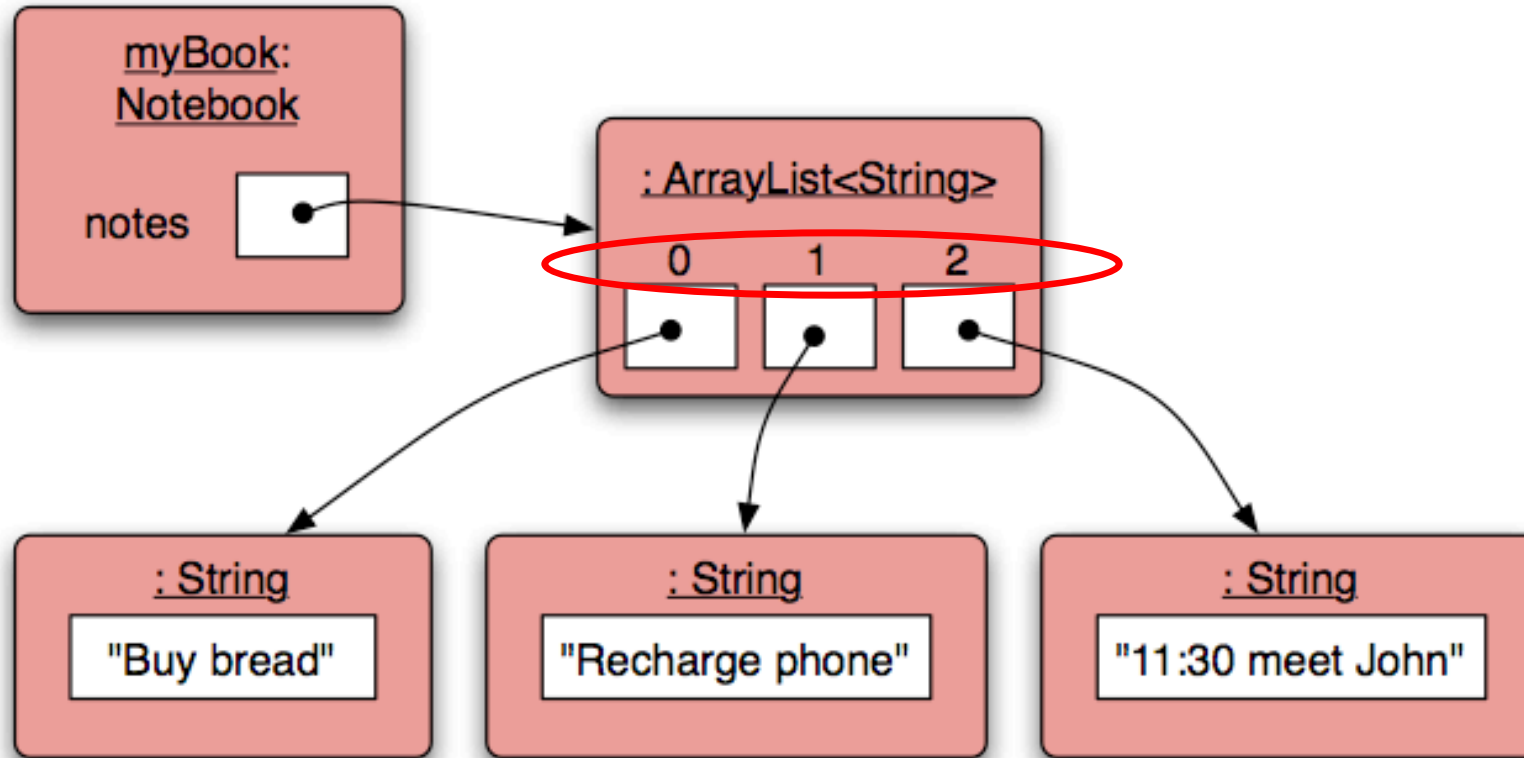 myBook:
Notebook
notes
: ArrayList<String>
0 1 2
: String
"Buy bread"
: String
"Recharge phone"
: String
"11:30 meet John"